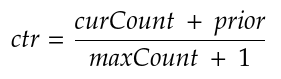 ctr = (curCount + prior) / (maxCount + 1)